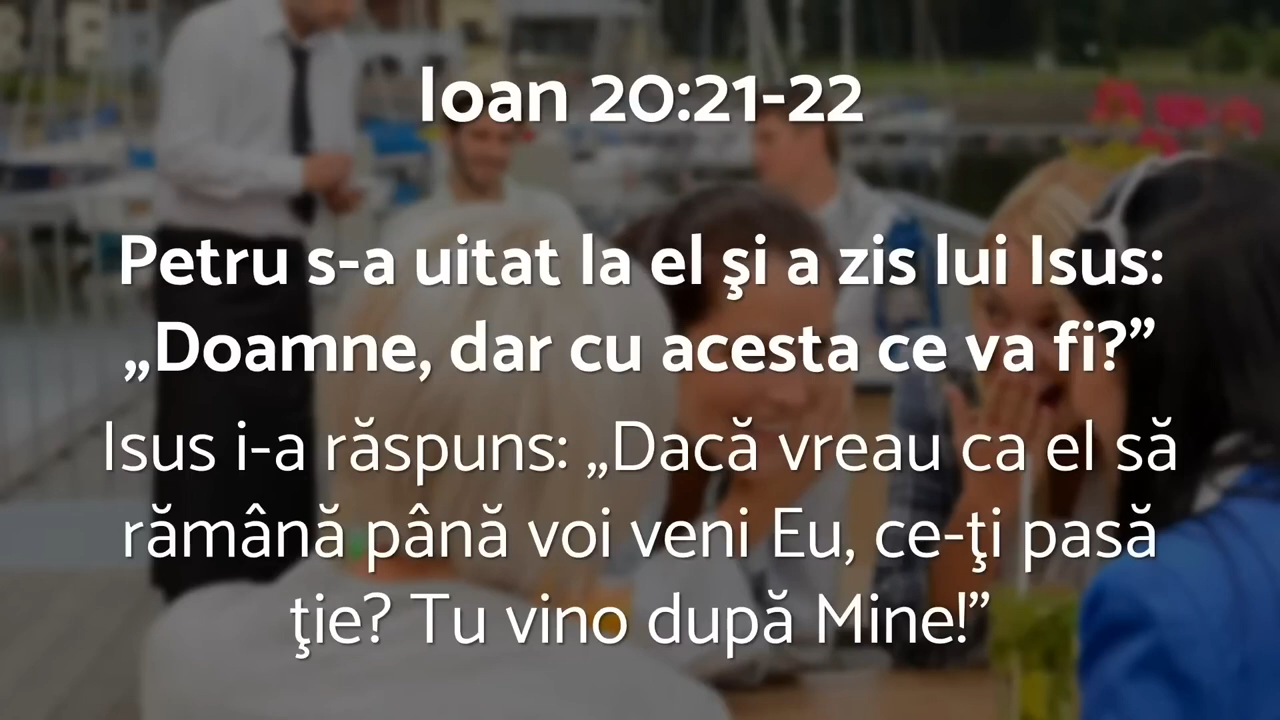 Ioan 20:21-22
Petru s-a uitat la el şi a zis lui Isus:
„Doamne, dar cu acesta ce va fi?”
Isus i-a răspuns: „Dacă vreau ca el să
rămână până voi veni Eu, ce-ţi pasă
ţie? Tu vino după Mine!”